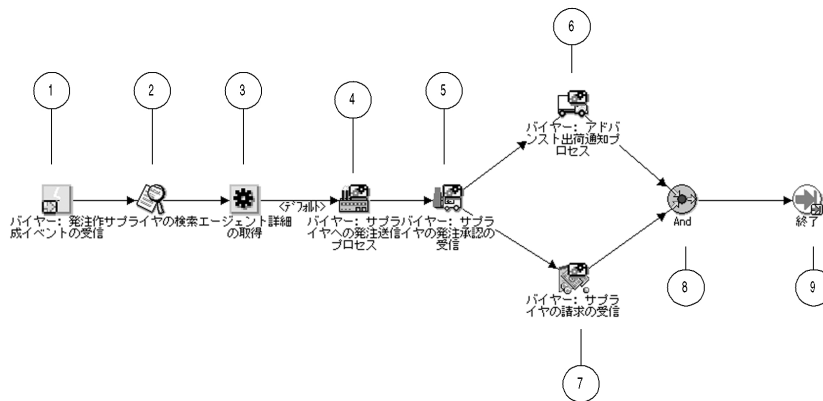 6
1
2
3
4
5
バイヤー: アドバ
ンスト出荷通知プ
ロセス
<デフォルト>
バイヤー: 発注作
成イベントの受信
サプライヤの検索
エージェント詳細
の取得
バイヤー: サプラ
イヤへの発注送信
プロセス
バイヤー: サプラ
イヤの発注承認の
受信
And
終了
バイヤー: サプラ
イヤの請求の受信
8
9
7